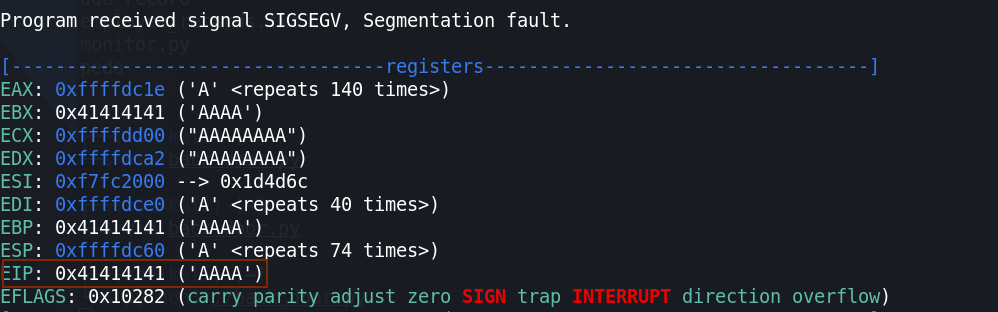 Program received signal SIGSEGV, Segmentation fault.
monitor.py
[----------------------------------registers-----------------------------------]
EAX: 0xffffdc1e ('A' <repeats 140 times>)
EBX: 0x41414141 ('AAAA')
ECX: 0xffffdd00 ("AAAAAAAA")
EDX: 0xffffdca2 ("AAAAAAAA")
ESI: 0xf7fc2000 --> 0x1d4d6c
EDI: 0xffffdce0 ('A' <repeats 40 times>)
EBP: 0x41414141 ('AAAA')
ESP: 0xffffdc60 ('A' <repeats 74 times>)
EIP: 0x41414141 ('AAAA')
EFLAGS: 0x10282 (carry parity adjust zero SIGN trap INTERRUPT direction overflow)